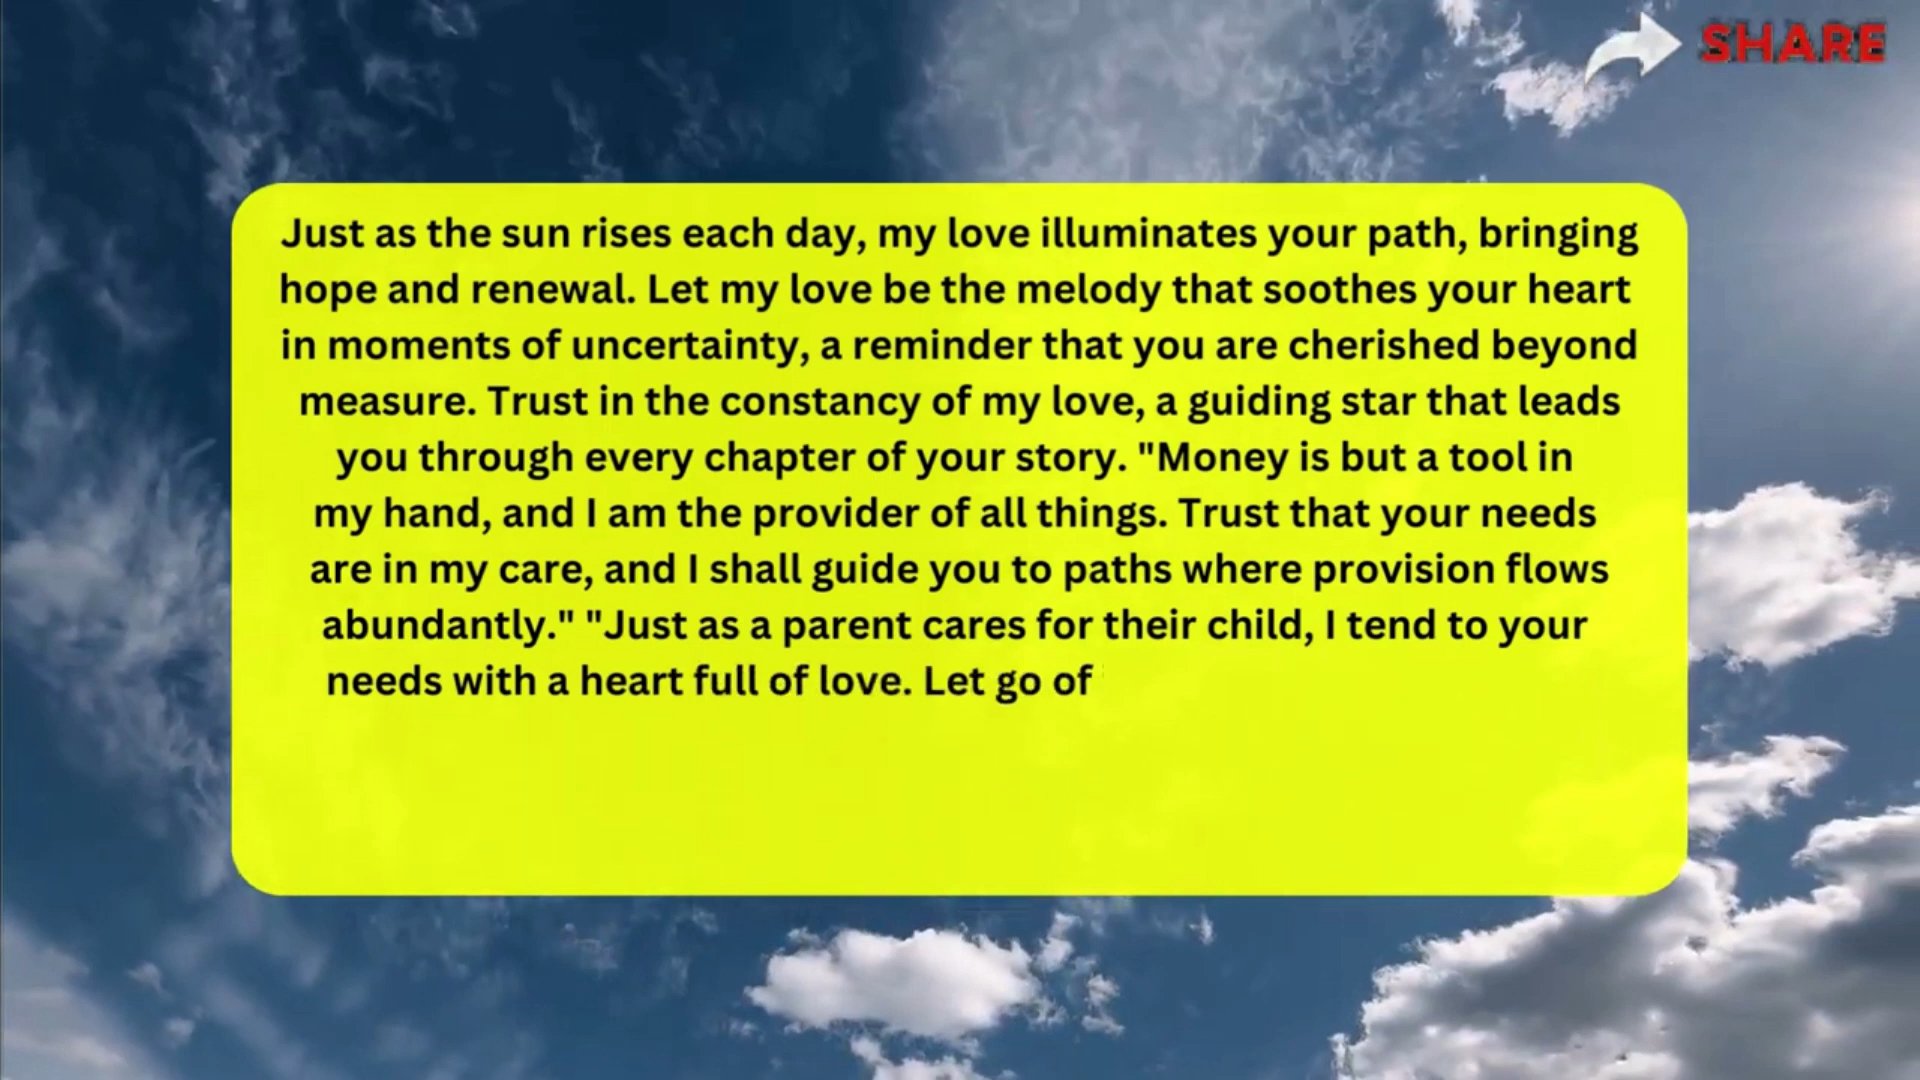 SHARE
Just as the sun rises each day, my love illuminates your path, bringing
hope and renewal. Let my love be the melody that soothes your heart
in moments of uncertainty, a reminder that you are cherished beyond
measure. Trust in the constancy of my love, a guiding star that leads
you through every chapter of your story. "Money is but a tool in
my hand, and I am the provider of all things. Trust that your needs
are in my care, and I shall guide you to paths where provision flows
abundantly." "Just as a parent cares for their child, I tend to your
needs with a heart full of love. Let go of